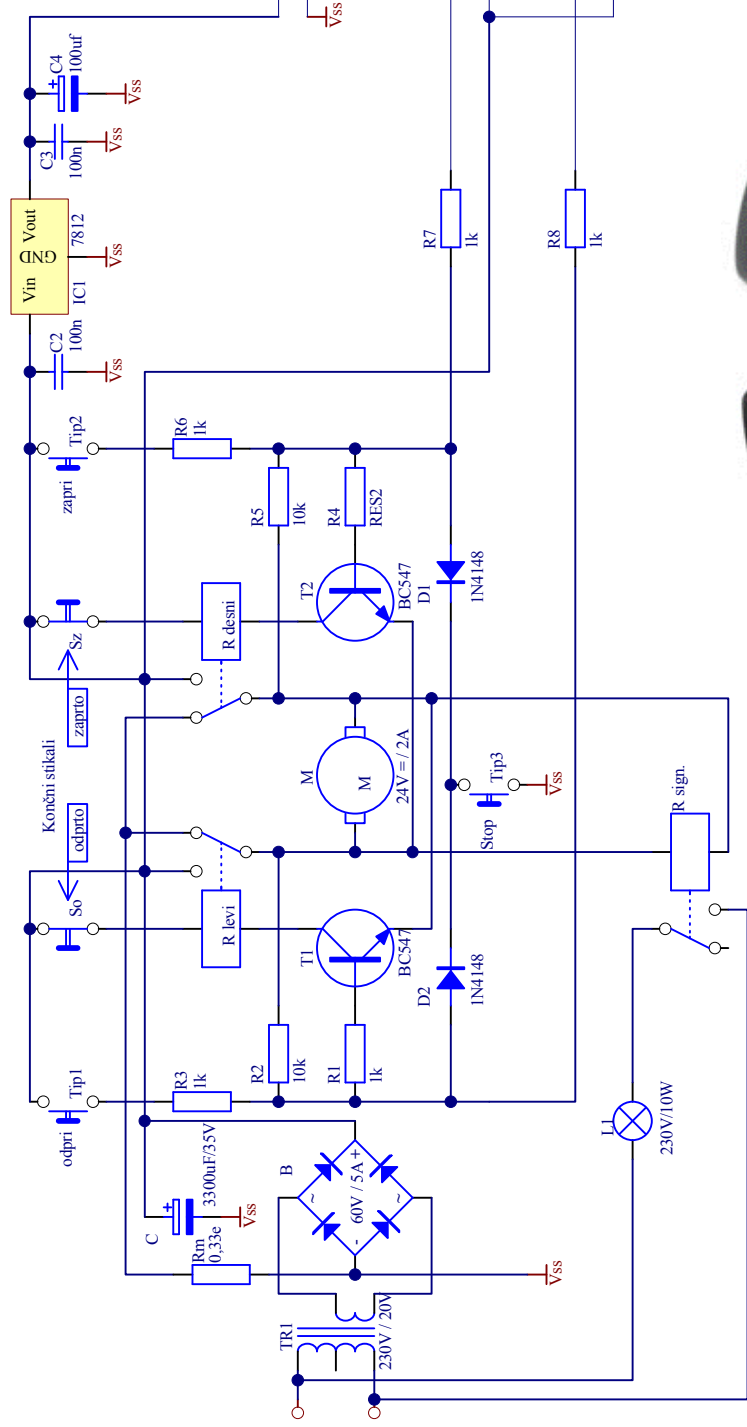 C4
100uf
Vss
Vss
C3
100n
Vss
Vin
GND
Vout
7812
IC1
Vss
C2
100n
Vss
R7
1k
R8
1k
Tip2
zapri
R6
1k
R5
10k
R4
RES2
T2
BC547
D1
1N4148
Sz
R desni
zaprto
Končni stikali
odprto
So
R levi
M
M
24V = / 2A
Tip3
Stop
Vss
R sign.
T1
BC547
D2
1N4148
Tip1
odpri
R3
1k
R2
10k
R1
1k
C
+
3300uF/35V
Vss
Rm
0,33e
B
~
60V / 5A
+
-
~
Vss
TR1
230V / 20V
L1
230V/10W
+